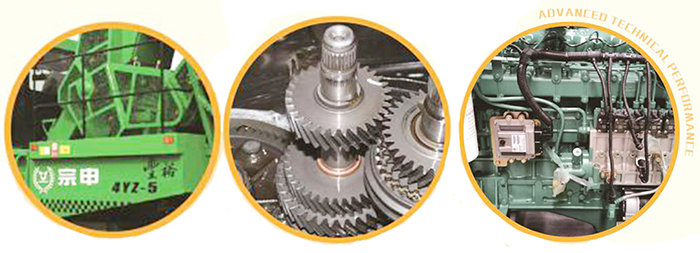 宗申
4YZ-5
ADVANCED TECHNICAL PERFORMANCE